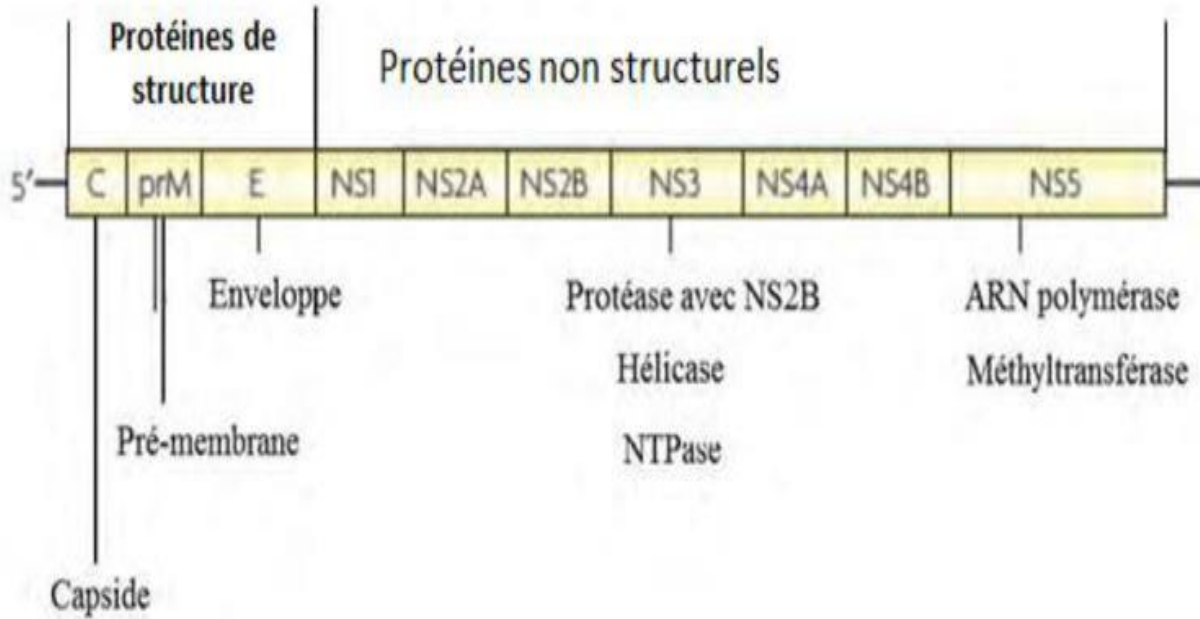 Protéines de
structure
Protéines non structurels
5' C prM E NS1 NS2A NS2B NS3 NS4A NS4B NS5
Enveloppe
Protéase avec NS2B
ARN polymérase
Hélicase
Méthyltransférase
Pré-membrane
NTPase
Capside